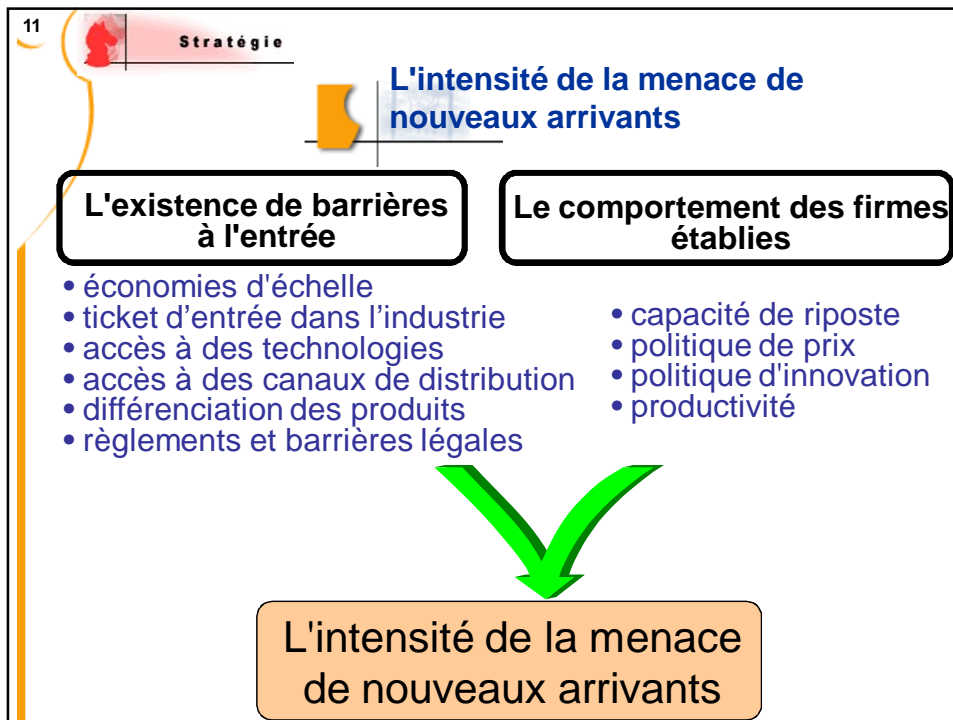 11
Stratégie
L'intensité de la menace de
nouveaux arrivants
L'existence de barrières
à l'entrée
• économies d'échelle
• ticket d’entrée dans l’industrie
• accès à des technologies
• accès à des canaux de distribution
• différenciation des produits
• règlements et barrières légales
Le comportement des firmes
établies
• capacité de riposte
• politique de prix
• politique d'innovation
• productivité
L'intensité de la menace
de nouveaux arrivants